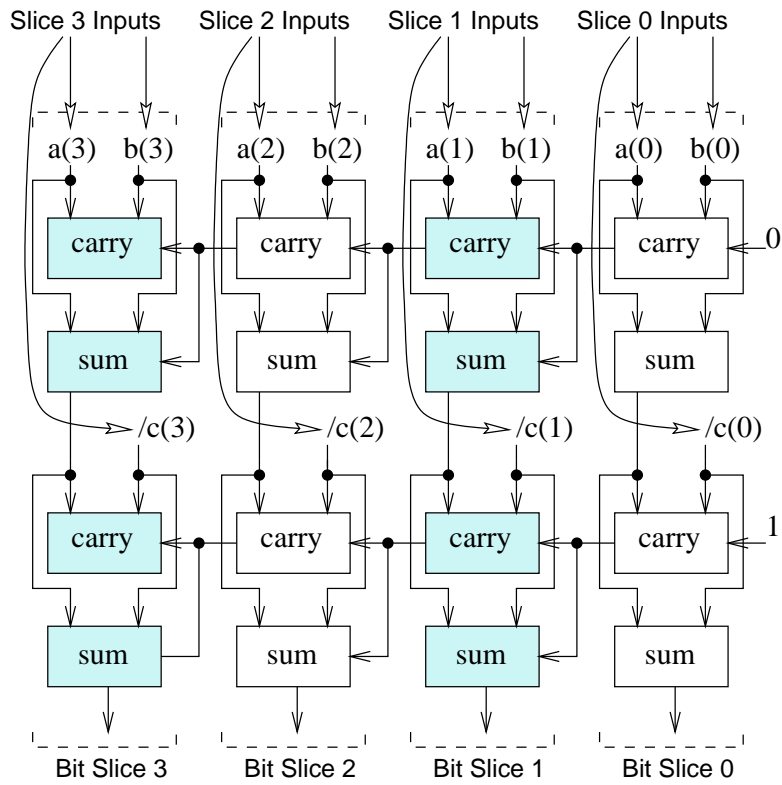 Slice 3 Inputs Slice 2 Inputs Slice 1 Inputs Slice 0 Inputs
a(3) b(3) a(2) b(2) a(1) b(1) a(0) b(0)
carry carry carry carry 0
sum sum sum sum
/c(3) /c(2) /c(1) /c(0)
carry carry carry carry 1
sum sum sum sum
Bit Slice 3 Bit Slice 2 Bit Slice 1 Bit Slice 0